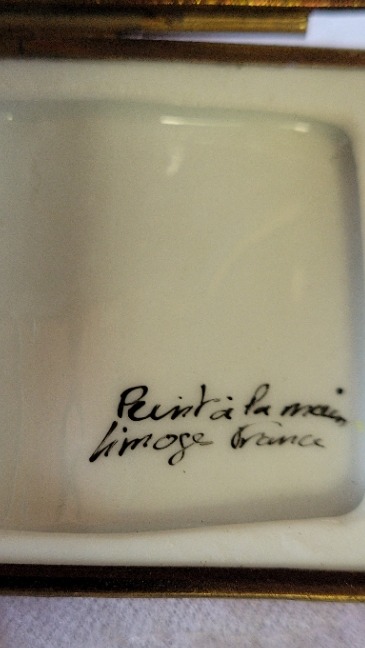 Peint à la main
limoge france